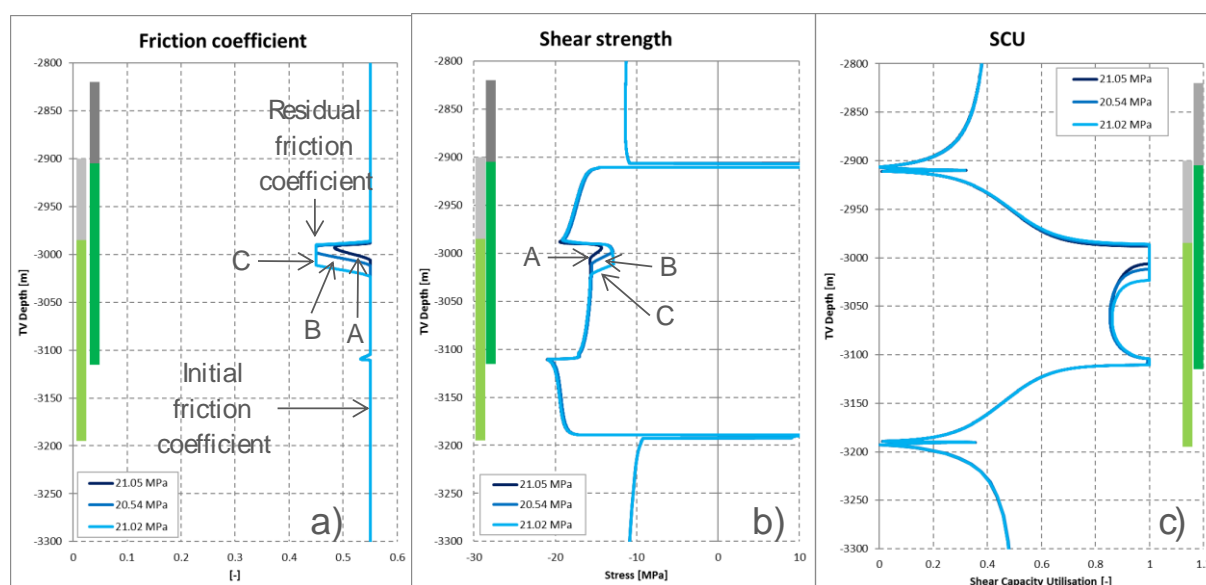 Friction coefficient
-2800
-2850
-2900
-2950
-3000
-3050
-3100
-3150
-3200
-3250
-3300
TV Depth [m]
Residual
friction
coefficient
C
B
A
Initial
friction
coefficient
21.05 MPa
20.54 MPa
21.02 MPa
a)
0
0.1
0.2
0.3
0.4
0.5
0.6
[-]
Shear strength
-2800
-2850
-2900
-2950
-3000
-3050
-3100
-3150
-3200
-3250
-3300
TV Depth [m]
A
B
C
21.05 MPa
20.54 MPa
21.02 MPa
b)
-30
-20
-10
0
10
Stress [MPa]
SCU
-2800
-2850
-2900
-2950
-3000
-3050
-3100
-3150
-3200
-3250
-3300
TV Depth [m]
21.05 MPa
20.54 MPa
21.02 MPa
c)
0
0.2
0.4
0.6
0.8
1
1.2
Shear Capacity Utilisation [-]